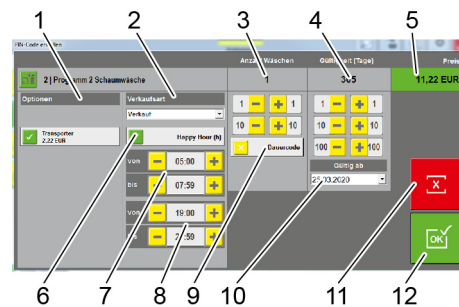 1
2
3
4
5
PIN-Code erstellen
Anzahl Wäschen
Gültigkeit (Tage)
Preis
2 | Programm 2 Schaumwäsche
1
365
11,22 EUR
Optionen
Verkaufsart
Verkauf
1 − + 1
1 − + 1
10 − + 10
10 − + 10
Transporter
2,22 EUR
Happy Hour (h)
Dauercode
100 − + 100
von − 05:00 +
Gültig ab
bis − 07:59 +
25.03.2020
X
von − 19:00 +
− +
OK
6
7
8
9
10
11
12